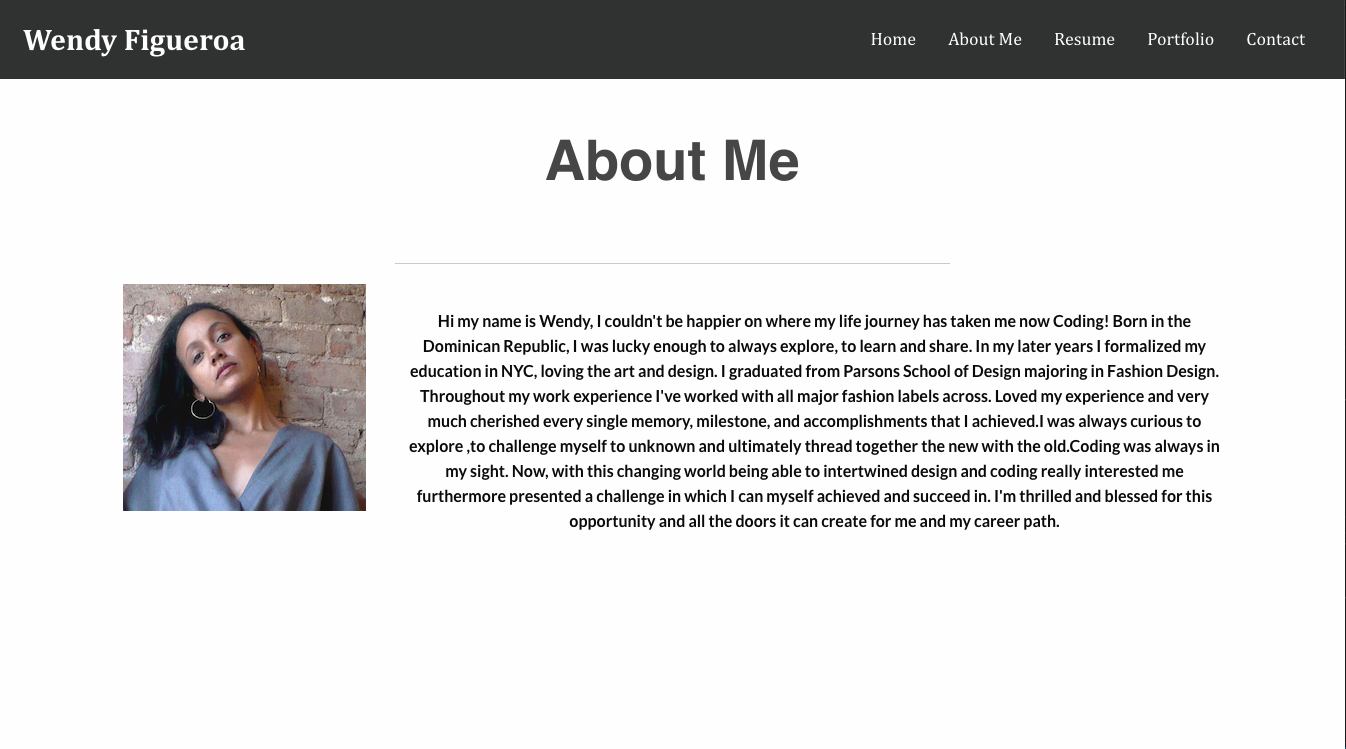 Wendy Figueroa
Home About Me Resume Portfolio Contact
About Me
Hi my name is Wendy, I couldn't be happier on where my life journey has taken me now Coding! Born in the
Dominican Republic, I was lucky enough to always explore, to learn and share. In my later years I formalized my
education in NYC, loving the art and design. I graduated from Parsons School of Design majoring in Fashion Design.
Throughout my work experience I've worked with all major fashion labels across. Loved my experience and very
much cherished every single memory, milestone, and accomplishments that I achieved.I was always curious to
explore ,to challenge myself to unknown and ultimately thread together the new with the old.Coding was always in
my sight. Now, with this changing world being able to intertwined design and coding really interested me
furthermore presented a challenge in which I can myself achieved and succeed in. I'm thrilled and blessed for this
opportunity and all the doors it can create for me and my career path.